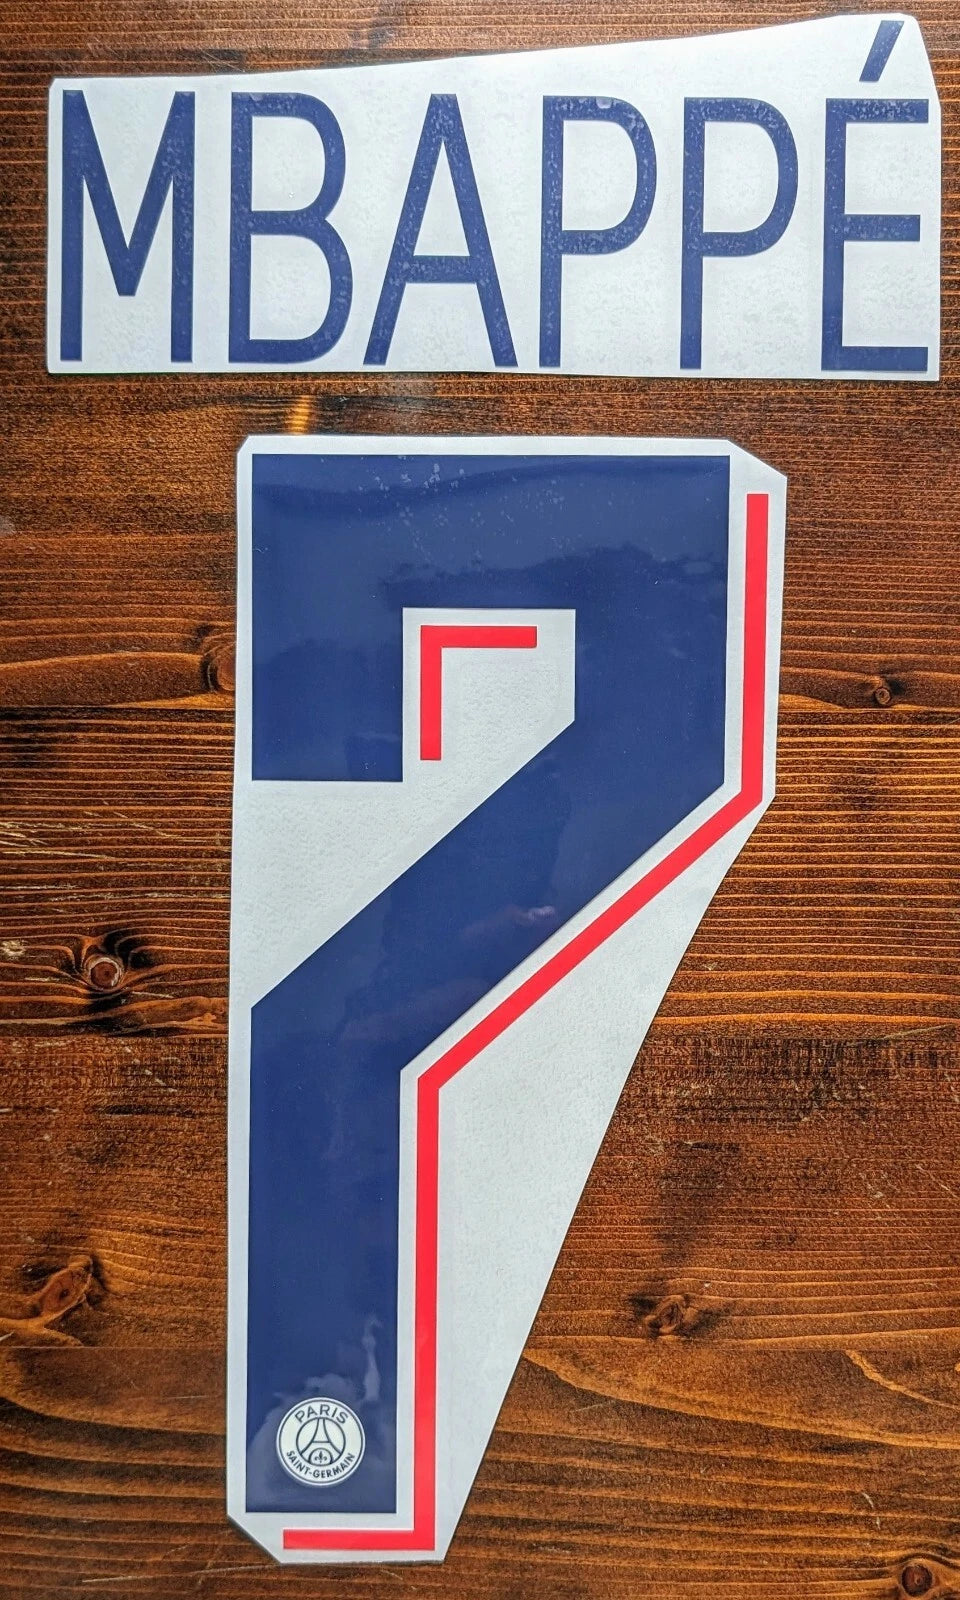 MBAPPÉ
7
PARIS
SAINT-GERMAIN